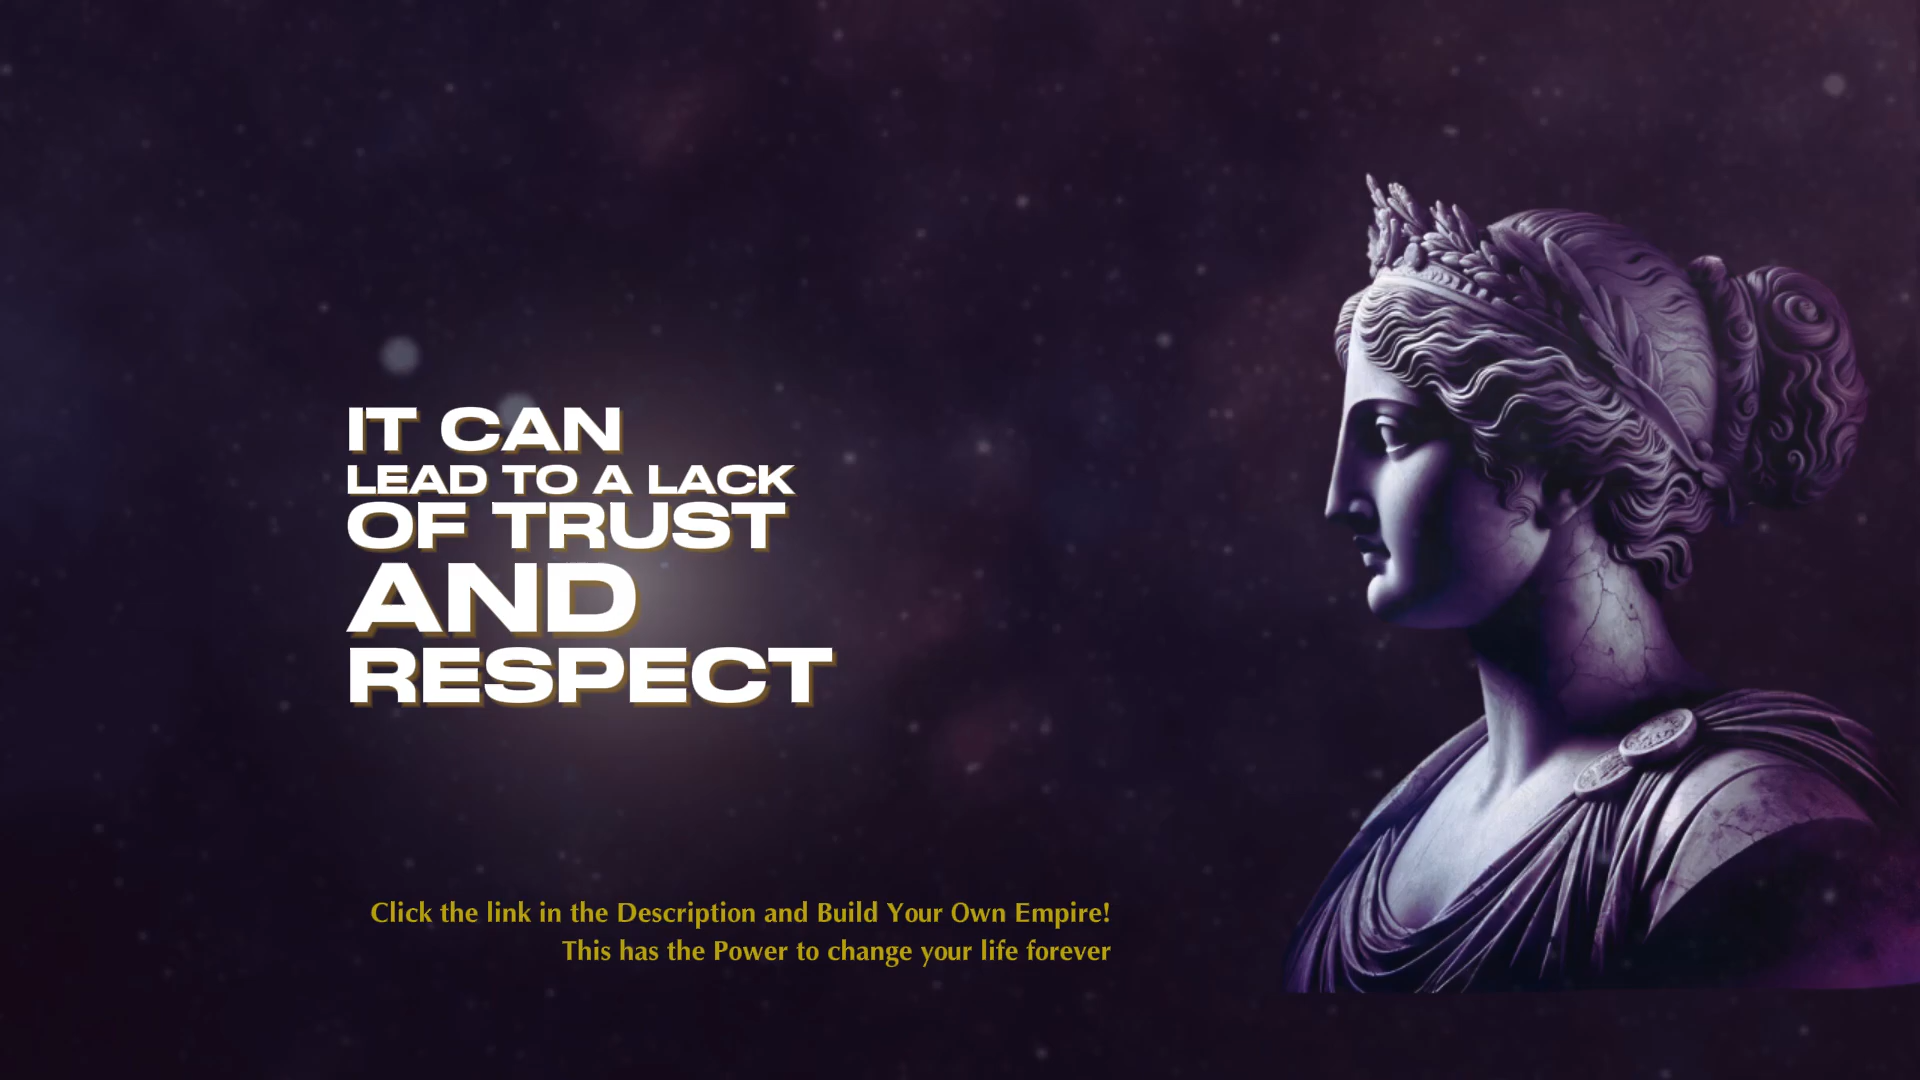 IT CAN
LEAD TO A LACK
OF TRUST
AND
RESPECT
Click the link in the Description and Build Your Own Empire!
This has the Power to change your life forever